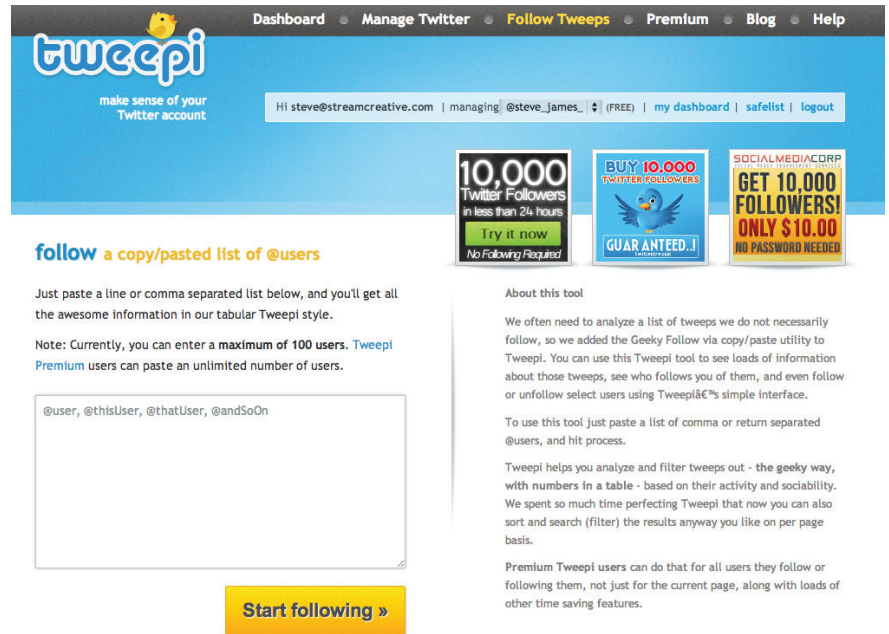 Dashboard Manage Twitter Follow Tweeps Premium Blog Help
tweepi
make sense of your
Twitter account
Hi steve@streamcreative.com | managing @steve_james_ (FREE) | my dashboard | safelist | logout
10,000
Twitter Followers
in less than 24 hours
Try it now
No Following Required
BUY 10.000
TWITTER FOLLOWERS
GUARANTEED..!
SOCIALMEDIACORP
GET 10,000
FOLLOWERS!
ONLY $10.00
NO PASSWORD NEEDED
follow a copy/pasted list of @users
Just paste a line or comma separated list below, and you'll get all
the awesome information in our tabular Tweepi style.
Note: Currently, you can enter a maximum of 100 users. Tweepi
Premium users can paste an unlimited number of users.
@user, @thisUser, @thatUser, @andSoOn
Start following »
About this tool
We often need to analyze a list of tweeps we do not necessarily
follow, so we added the Geeky Follow via copy/paste utility to
Tweepi. You can use this Tweepi tool to see loads of information
about those tweeps, see who follows you of them, and even follow
or unfollow select users using Tweepiâ€™s simple interface.
To use this tool just paste a list of comma or return separated
@users, and hit process.
Tweepi helps you analyze and filter tweeps out - the geeky way,
with numbers in a table - based on their activity and sociability.
We spent so much time perfecting Tweepi that now you can also
sort and search (filter) the results anyway you like on per page
basis.
Premium Tweepi users can do that for all users they follow or
following them, not just for the current page, along with loads of
other time saving features.